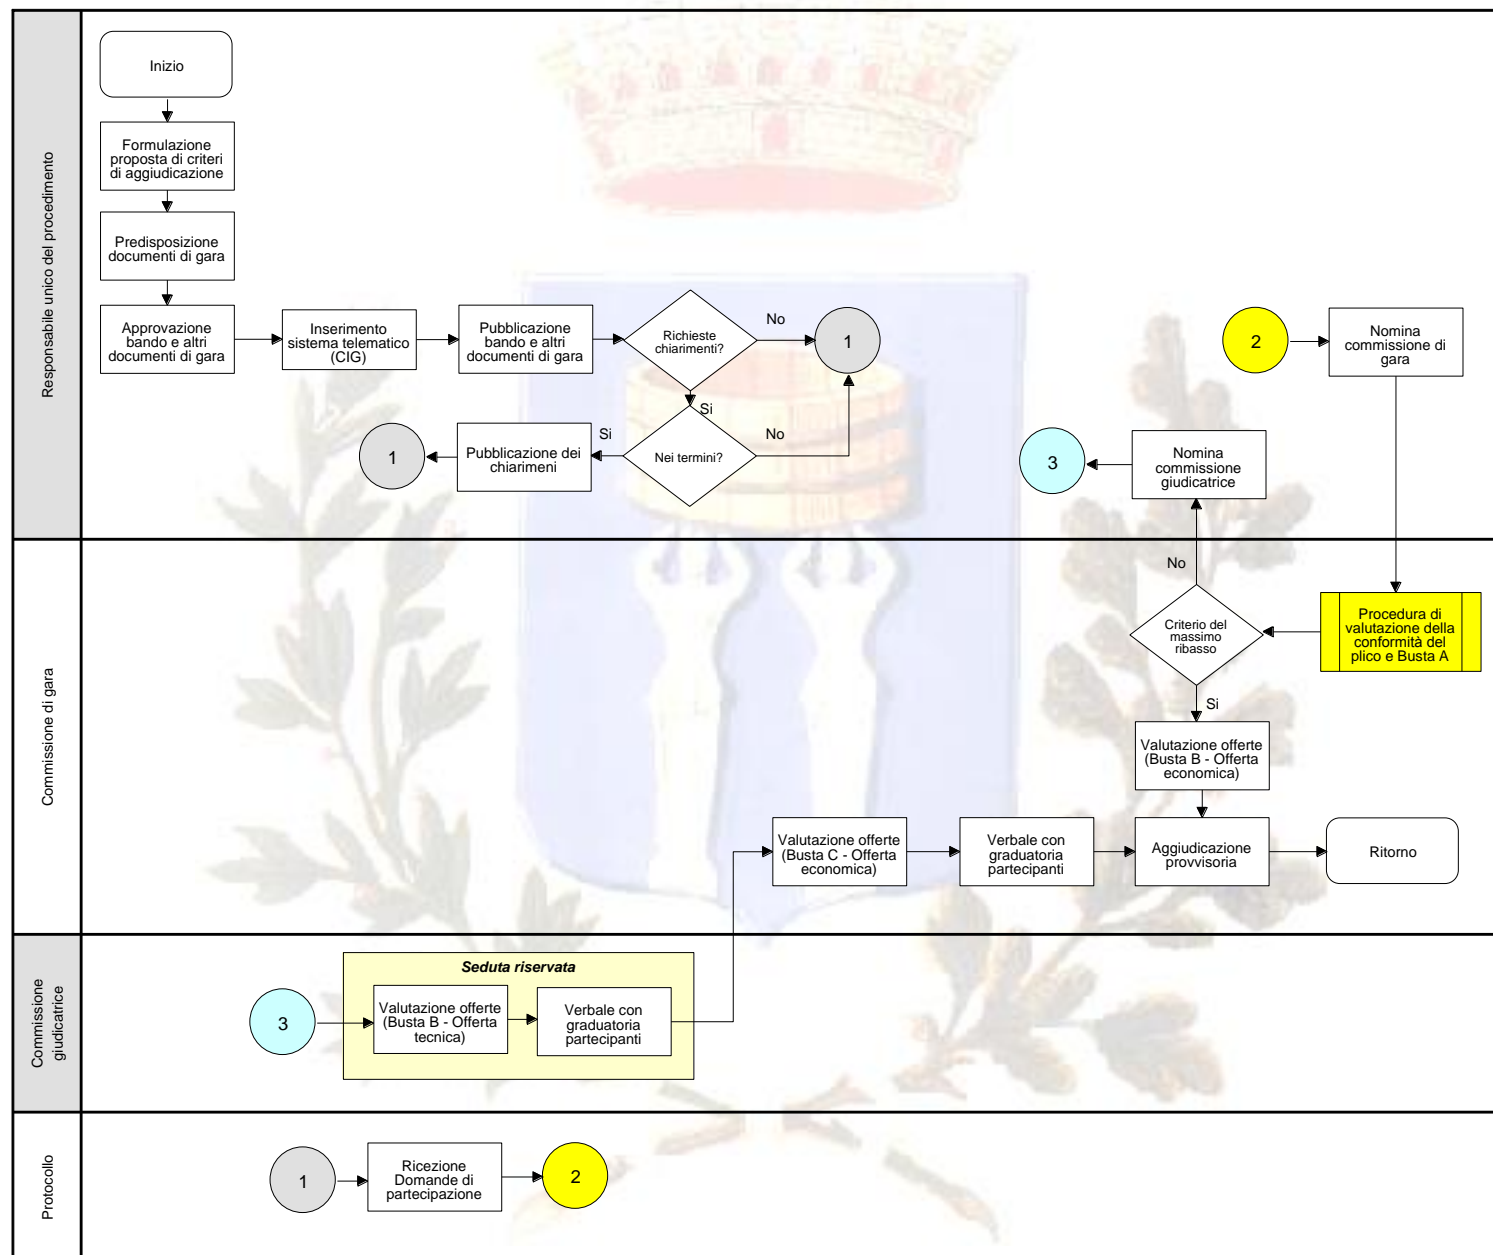 Responsabile unico del procedimento
Inizio
Formulazione
proposta di criteri
di aggiudicazione
Predisposizione
documenti di gara
Approvazione
bando e altri
documenti di gara
Inserimento
sistema telematico
(CIG)
Pubblicazione
bando e altri
documenti di gara
Richieste
chiarimenti?
No
1
Si
Nei termini?
No
Si
Pubblicazione dei
chiarimeni
1
2
Nomina
commissione di
gara
Nomina
commissione
giudicatrice
3
Commissione di gara
No
Criterio del
massimo
ribasso
Procedura di
valutazione della
conformità del
plico e Busta A
Si
Valutazione offerte
(Busta B - Offerta
economica)
Valutazione offerte
(Busta C - Offerta
economica)
Verbale con
graduatoria
partecipanti
Aggiudicazione
provvisoria
Ritorno
Commissione
giudicatrice
3
Seduta riservata
Valutazione offerte
(Busta B - Offerta
tecnica)
Verbale con
graduatoria
partecipanti
Protocollo
1
Ricezione
Domande di
partecipazione
2